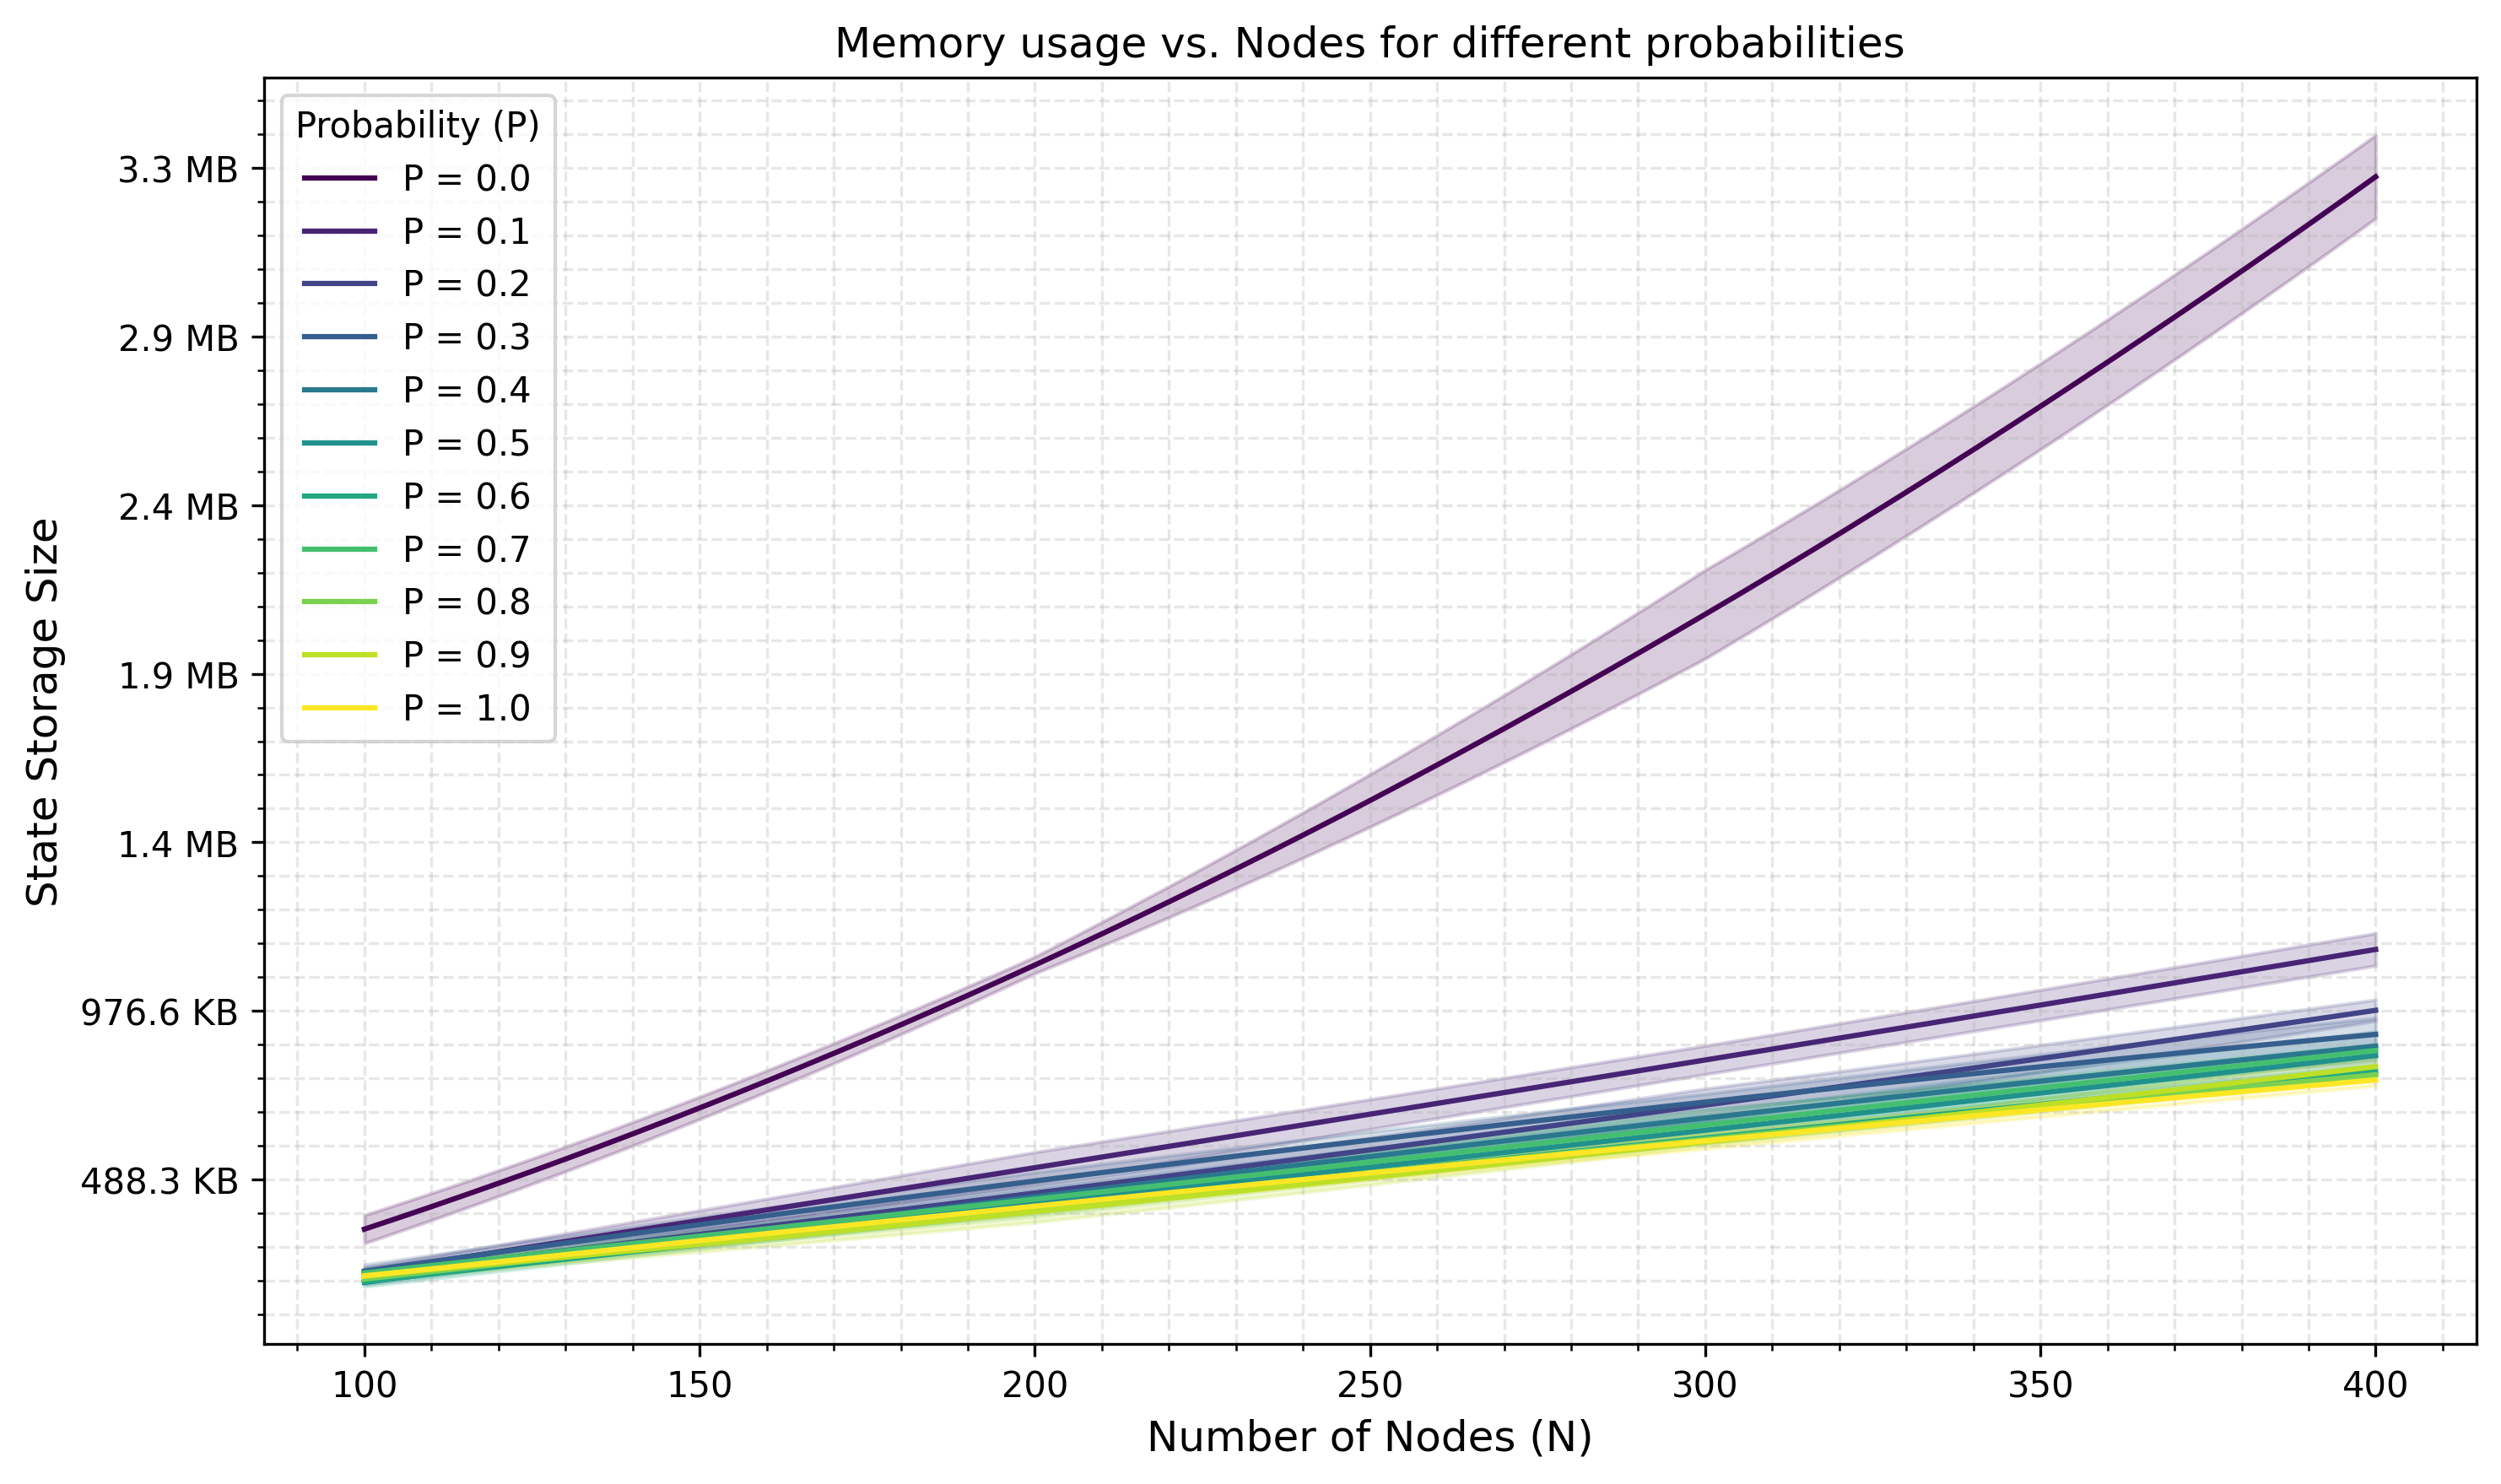 Memory usage vs. Nodes for different probabilities
Probability (P)
P = 0.0
P = 0.1
P = 0.2
P = 0.3
P = 0.4
P = 0.5
P = 0.6
P = 0.7
P = 0.8
P = 0.9
P = 1.0
State Storage Size
3.3 MB
2.9 MB
2.4 MB
1.9 MB
1.4 MB
976.6 KB
488.3 KB
100 150 200 250 300 350 400
Number of Nodes (N)